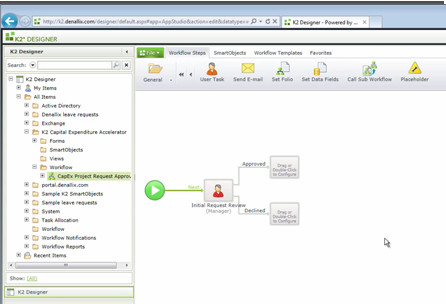 http://k2.denallix.com/designer/default.aspx#app=AppStudio&action=edit&datatype=
K2 Designer - Powered by ...
K2 DESIGNER
K2 Designer
Search:
K2 Designer
My Items
All Items
Active Directory
Denallix leave requests
Exchange
K2 Capital Expenditure Accelerator
Forms
SmartObjects
Views
Workflow
CapEx Project Request Approv
portal.denallix.com
Sample K2 SmartObjects
Sample leave requests
System
Task Allocation
Workflow
Workflow Notifications
Workflow Reports
Recent Items
Show: (All)
K2 Designer
File
Workflow Steps
SmartObjects
Workflow Templates
Favorites
General
User Task
Send E-mail
Set Folio
Set Data Fields
Call Sub Workflow
Placeholder
Next
Initial Request Review
(Manager)
Approved
Drag or
Double-Click
to Configure
Declined
Drag or
Double-Click
to Configure